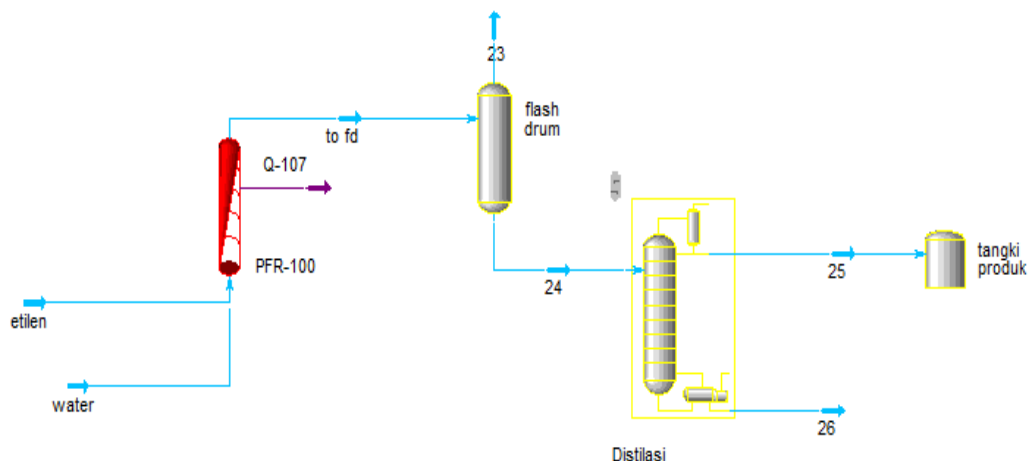 23
flash
drum
to fd
Q-107
PFR-100
etilen
water
24
25
tangki
produk
26
Distilasi